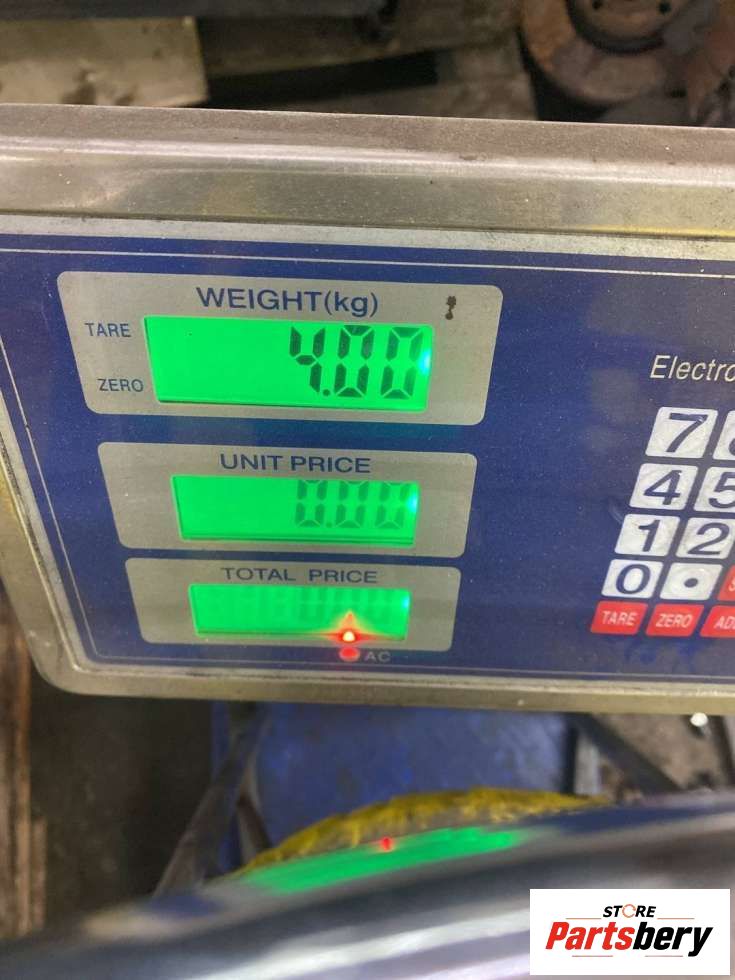 WEIGHT(kg)
TARE
4.00
ZERO
UNIT PRICE
0.00
TOTAL PRICE
AC
Electro
7
4 5
1 2
0 .
TARE ZERO AD
STORE
Partsbery